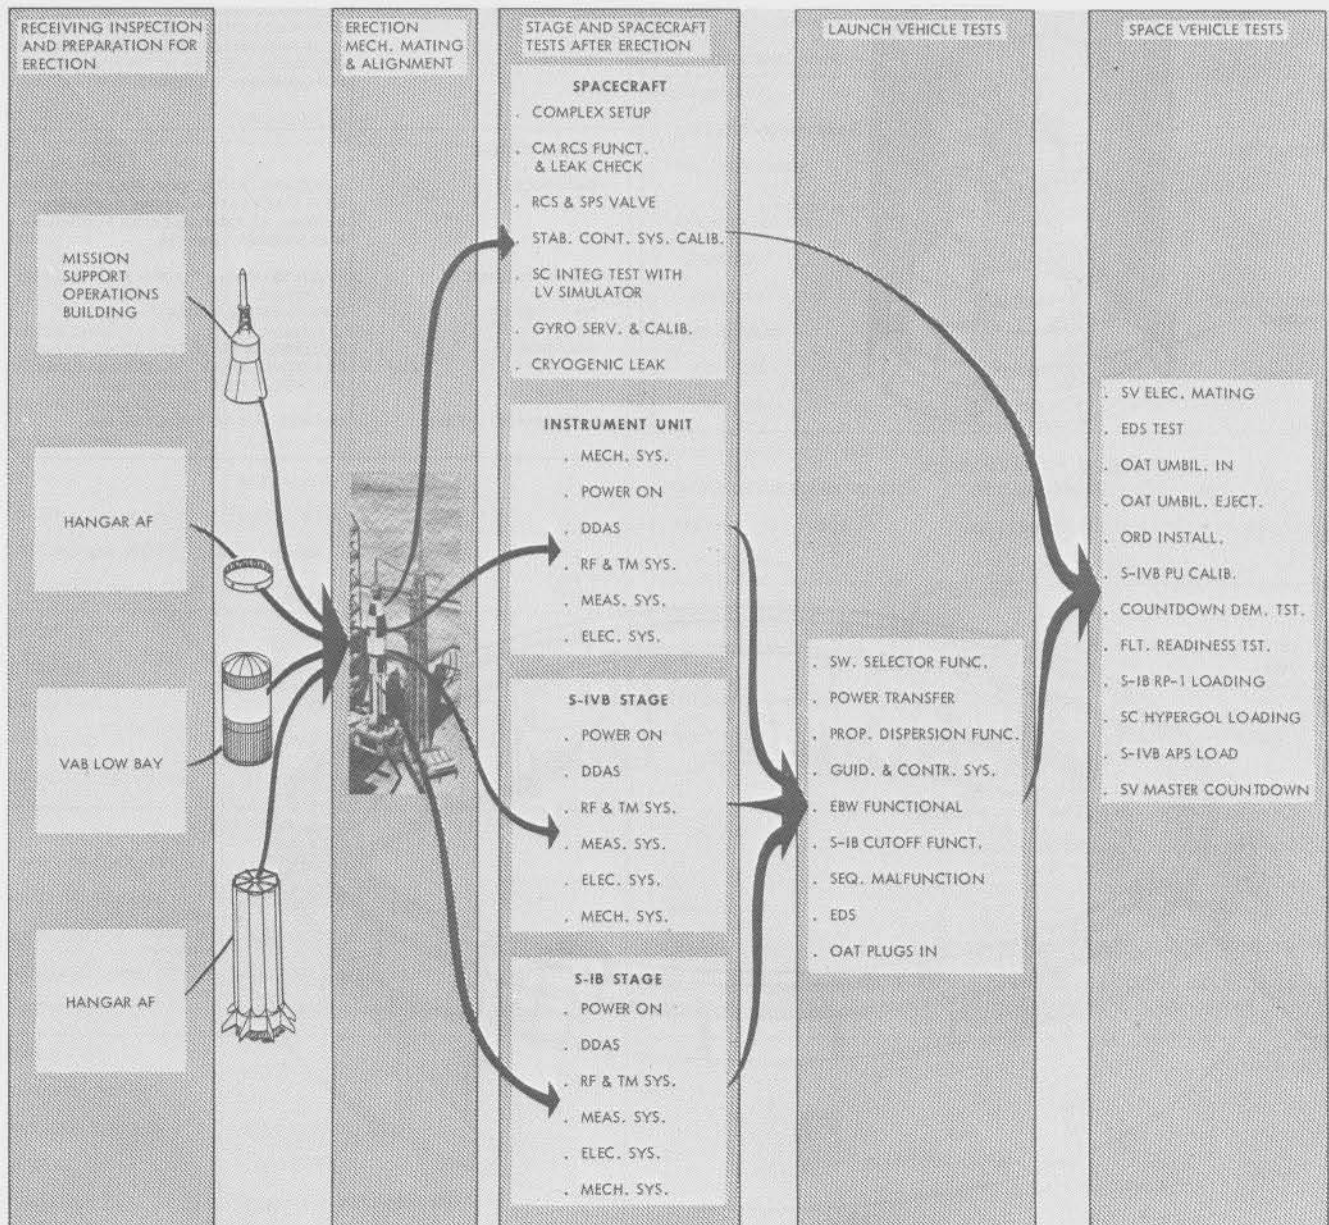 RECEIVING INSPECTION
AND PREPARATION FOR
ERECTION
MISSION
SUPPORT
OPERATIONS
BUILDING
HANGAR AF
VAB LOW BAY
HANGAR AF
ERECTION
MECH. MATING
& ALIGNMENT
STAGE AND SPACECRAFT
TESTS AFTER ERECTION
SPACECRAFT
. COMPLEX SETUP
. CM RCS FUNCT.
& LEAK CHECK
. RCS & SPS VALVE
. STAB. CONT. SYS. CALIB.
. SC INTEG TEST WITH
LV SIMULATOR
. GYRO SERV. & CALIB.
. CRYOGENIC LEAK
INSTRUMENT UNIT
. MECH. SYS.
. POWER ON
. DDAS
. RF & TM SYS.
. MEAS. SYS.
. ELEC. SYS.
S-IVB STAGE
. POWER ON
. DDAS
. RF & TM SYS.
. MEAS. SYS.
. ELEC. SYS.
. MECH. SYS.
S-IB STAGE
. POWER ON
. DDAS
. RF & TM SYS.
. MEAS. SYS.
. ELEC. SYS.
. MECH. SYS.
LAUNCH VEHICLE TESTS
. SW. SELECTOR FUNC.
. POWER TRANSFER
. PROP. DISPERSION FUNC.
. GUID. & CONTR. SYS.
. EBW FUNCTIONAL
. S-IB CUTOFF FUNCT.
. SEQ. MALFUNCTION
. EDS
. OAT PLUGS IN
SPACE VEHICLE TESTS
. SV ELEC. MATING
. EDS TEST
. OAT UMBIL. IN
. OAT UMBIL. EJECT.
. ORD INSTALL.
. S-IVB PU CALIB.
. COUNTDOWN DEM. TST.
. FLT. READINESS TST.
. S-IB RP-1 LOADING
. SC HYPERGOL LOADING
. S-IVB APS LOAD
. SV MASTER COUNTDOWN